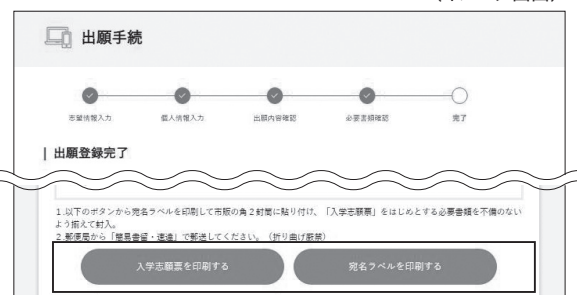 出願手続
志望情報入力
個人情報入力
出願内容確認
必要書類確認
完了
出願登録完了
1.以下のボタンから宛名ラベルを印刷して市販の角2封筒に貼り付け、「入学志願票」をはじめとする必要書類を不備のない
よう揃えて封入。
2.郵便局から「簡易書留・速達」で郵送してください。(折り曲げ厳禁)
入学志願票を印刷する
宛名ラベルを印刷する